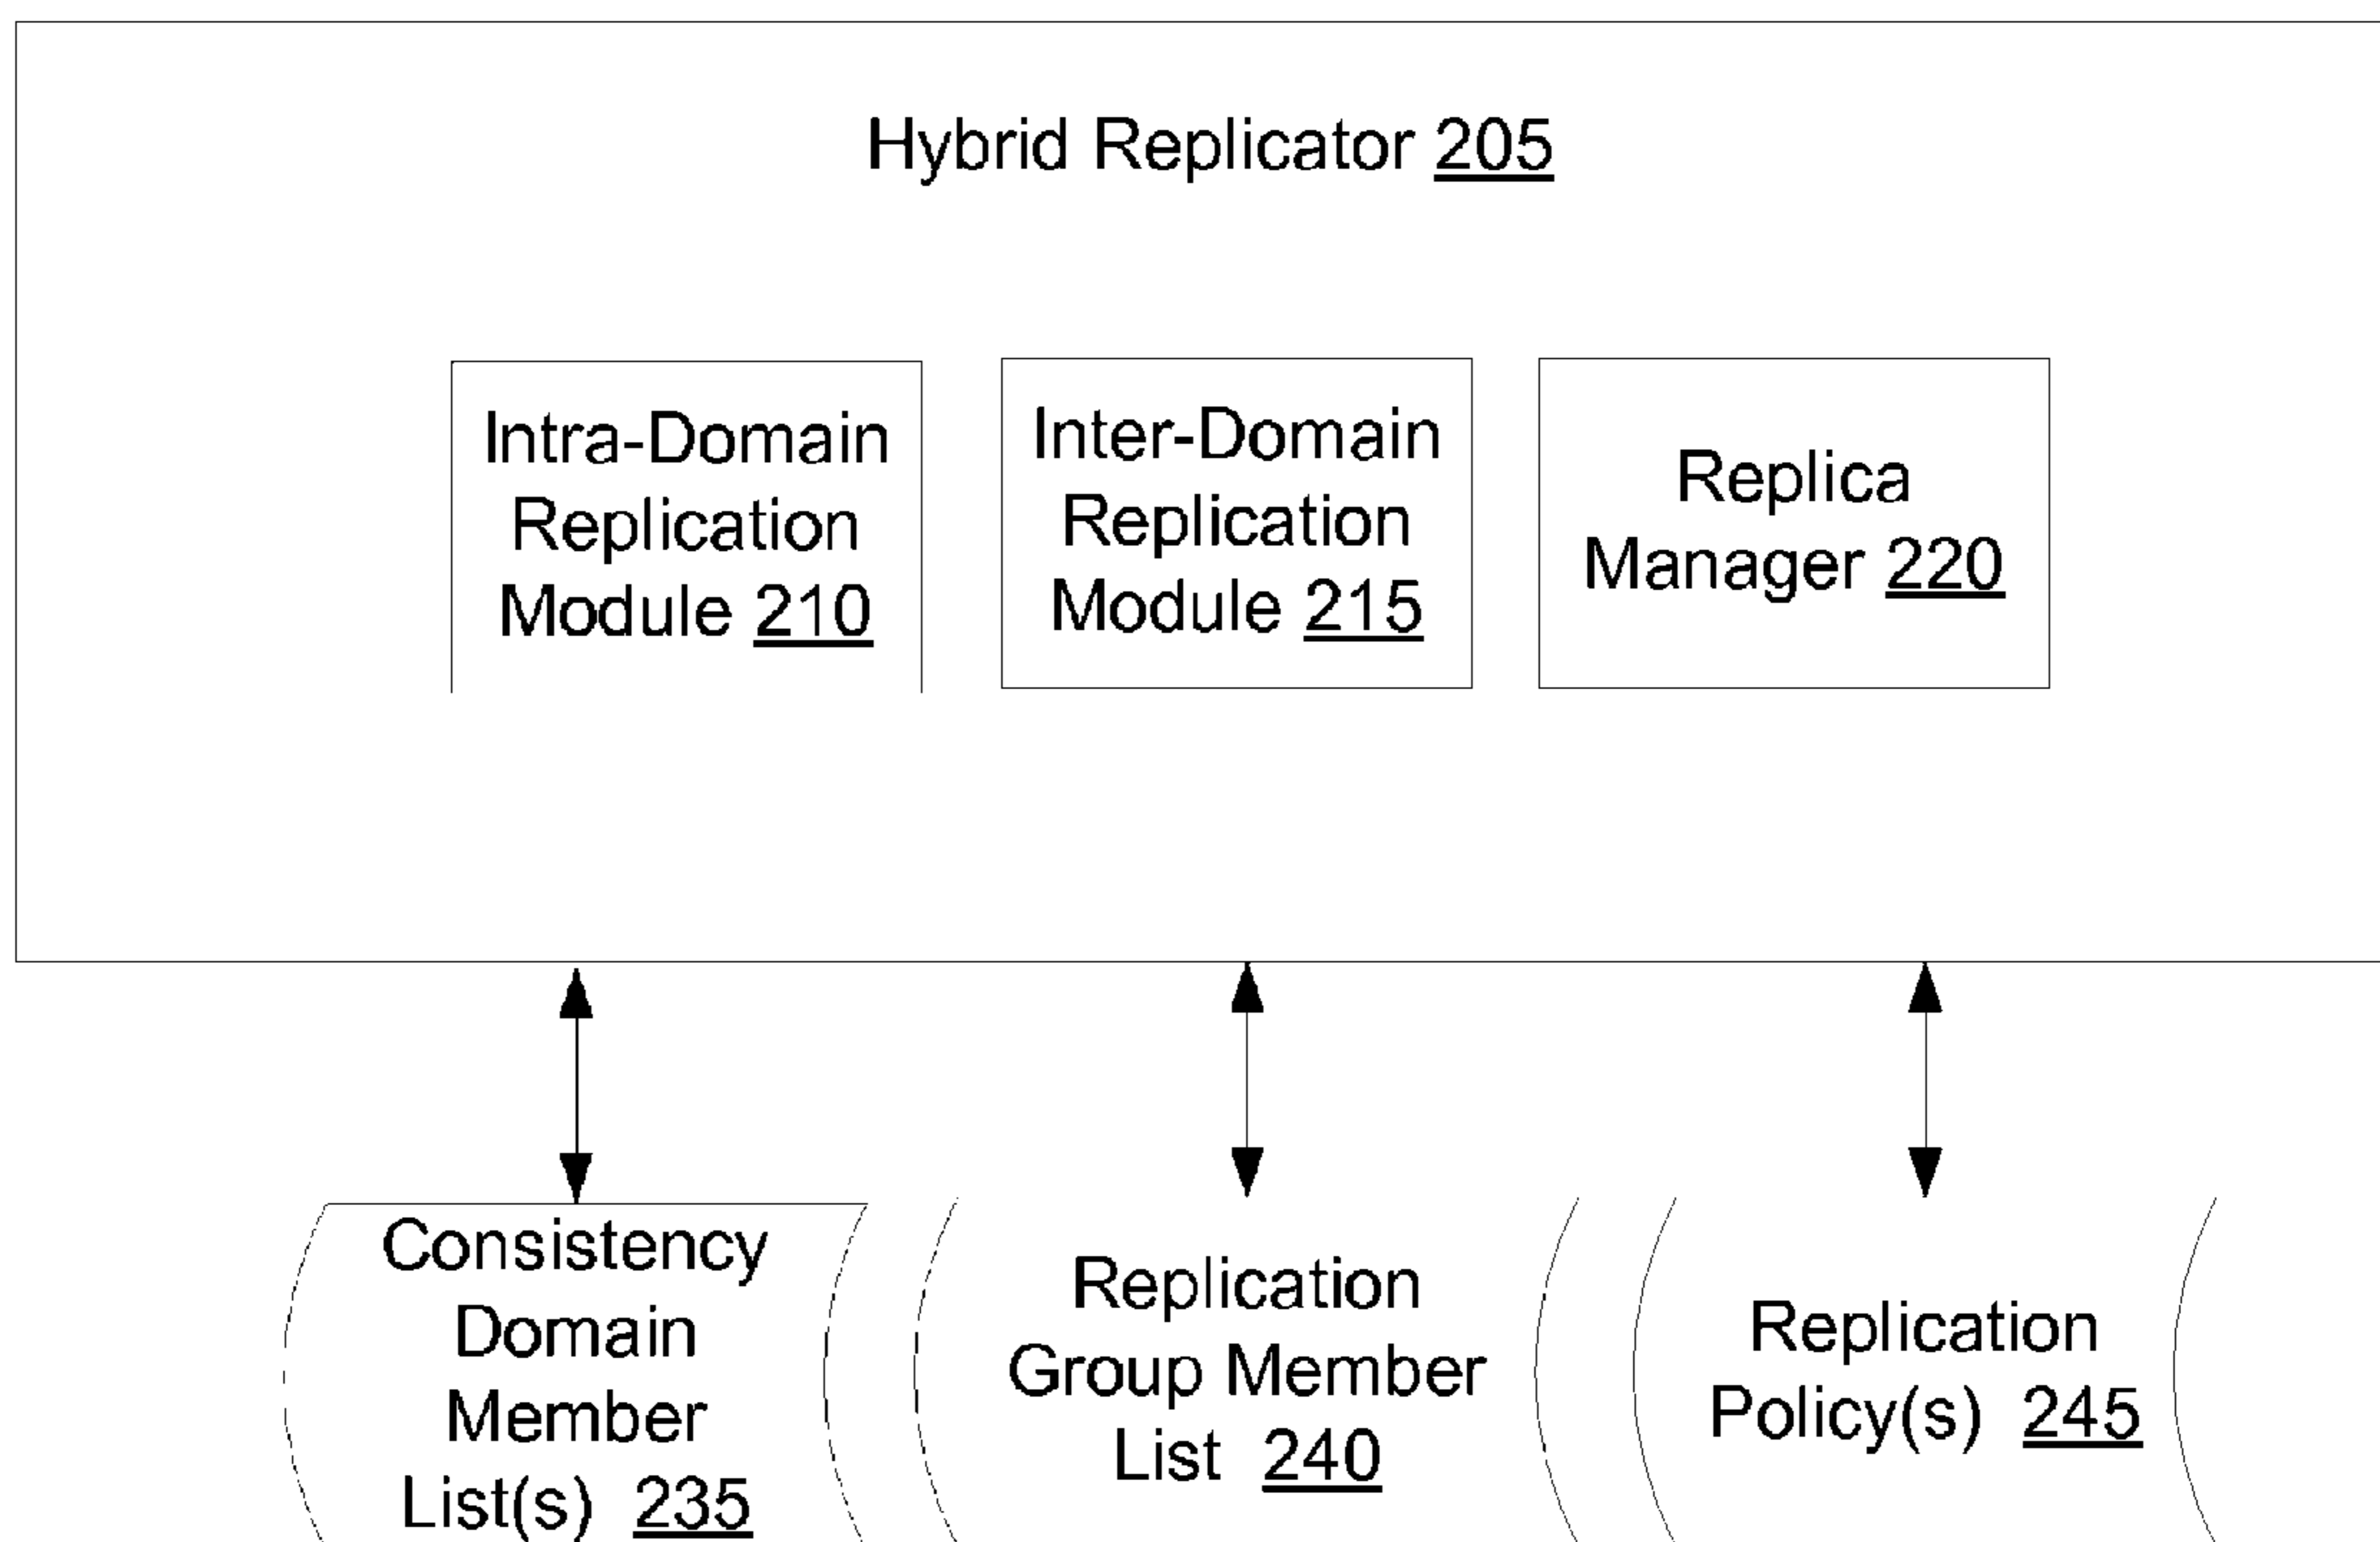 Hybrid Replicator 205
Intra-Domain
Replication
Module 210
Inter-Domain
Replication
Module 215
Replica
Manager 220
Consistency
Domain
Member
List(s) 235
Replication
Group Member
List 240
Replication
Policy(s) 245